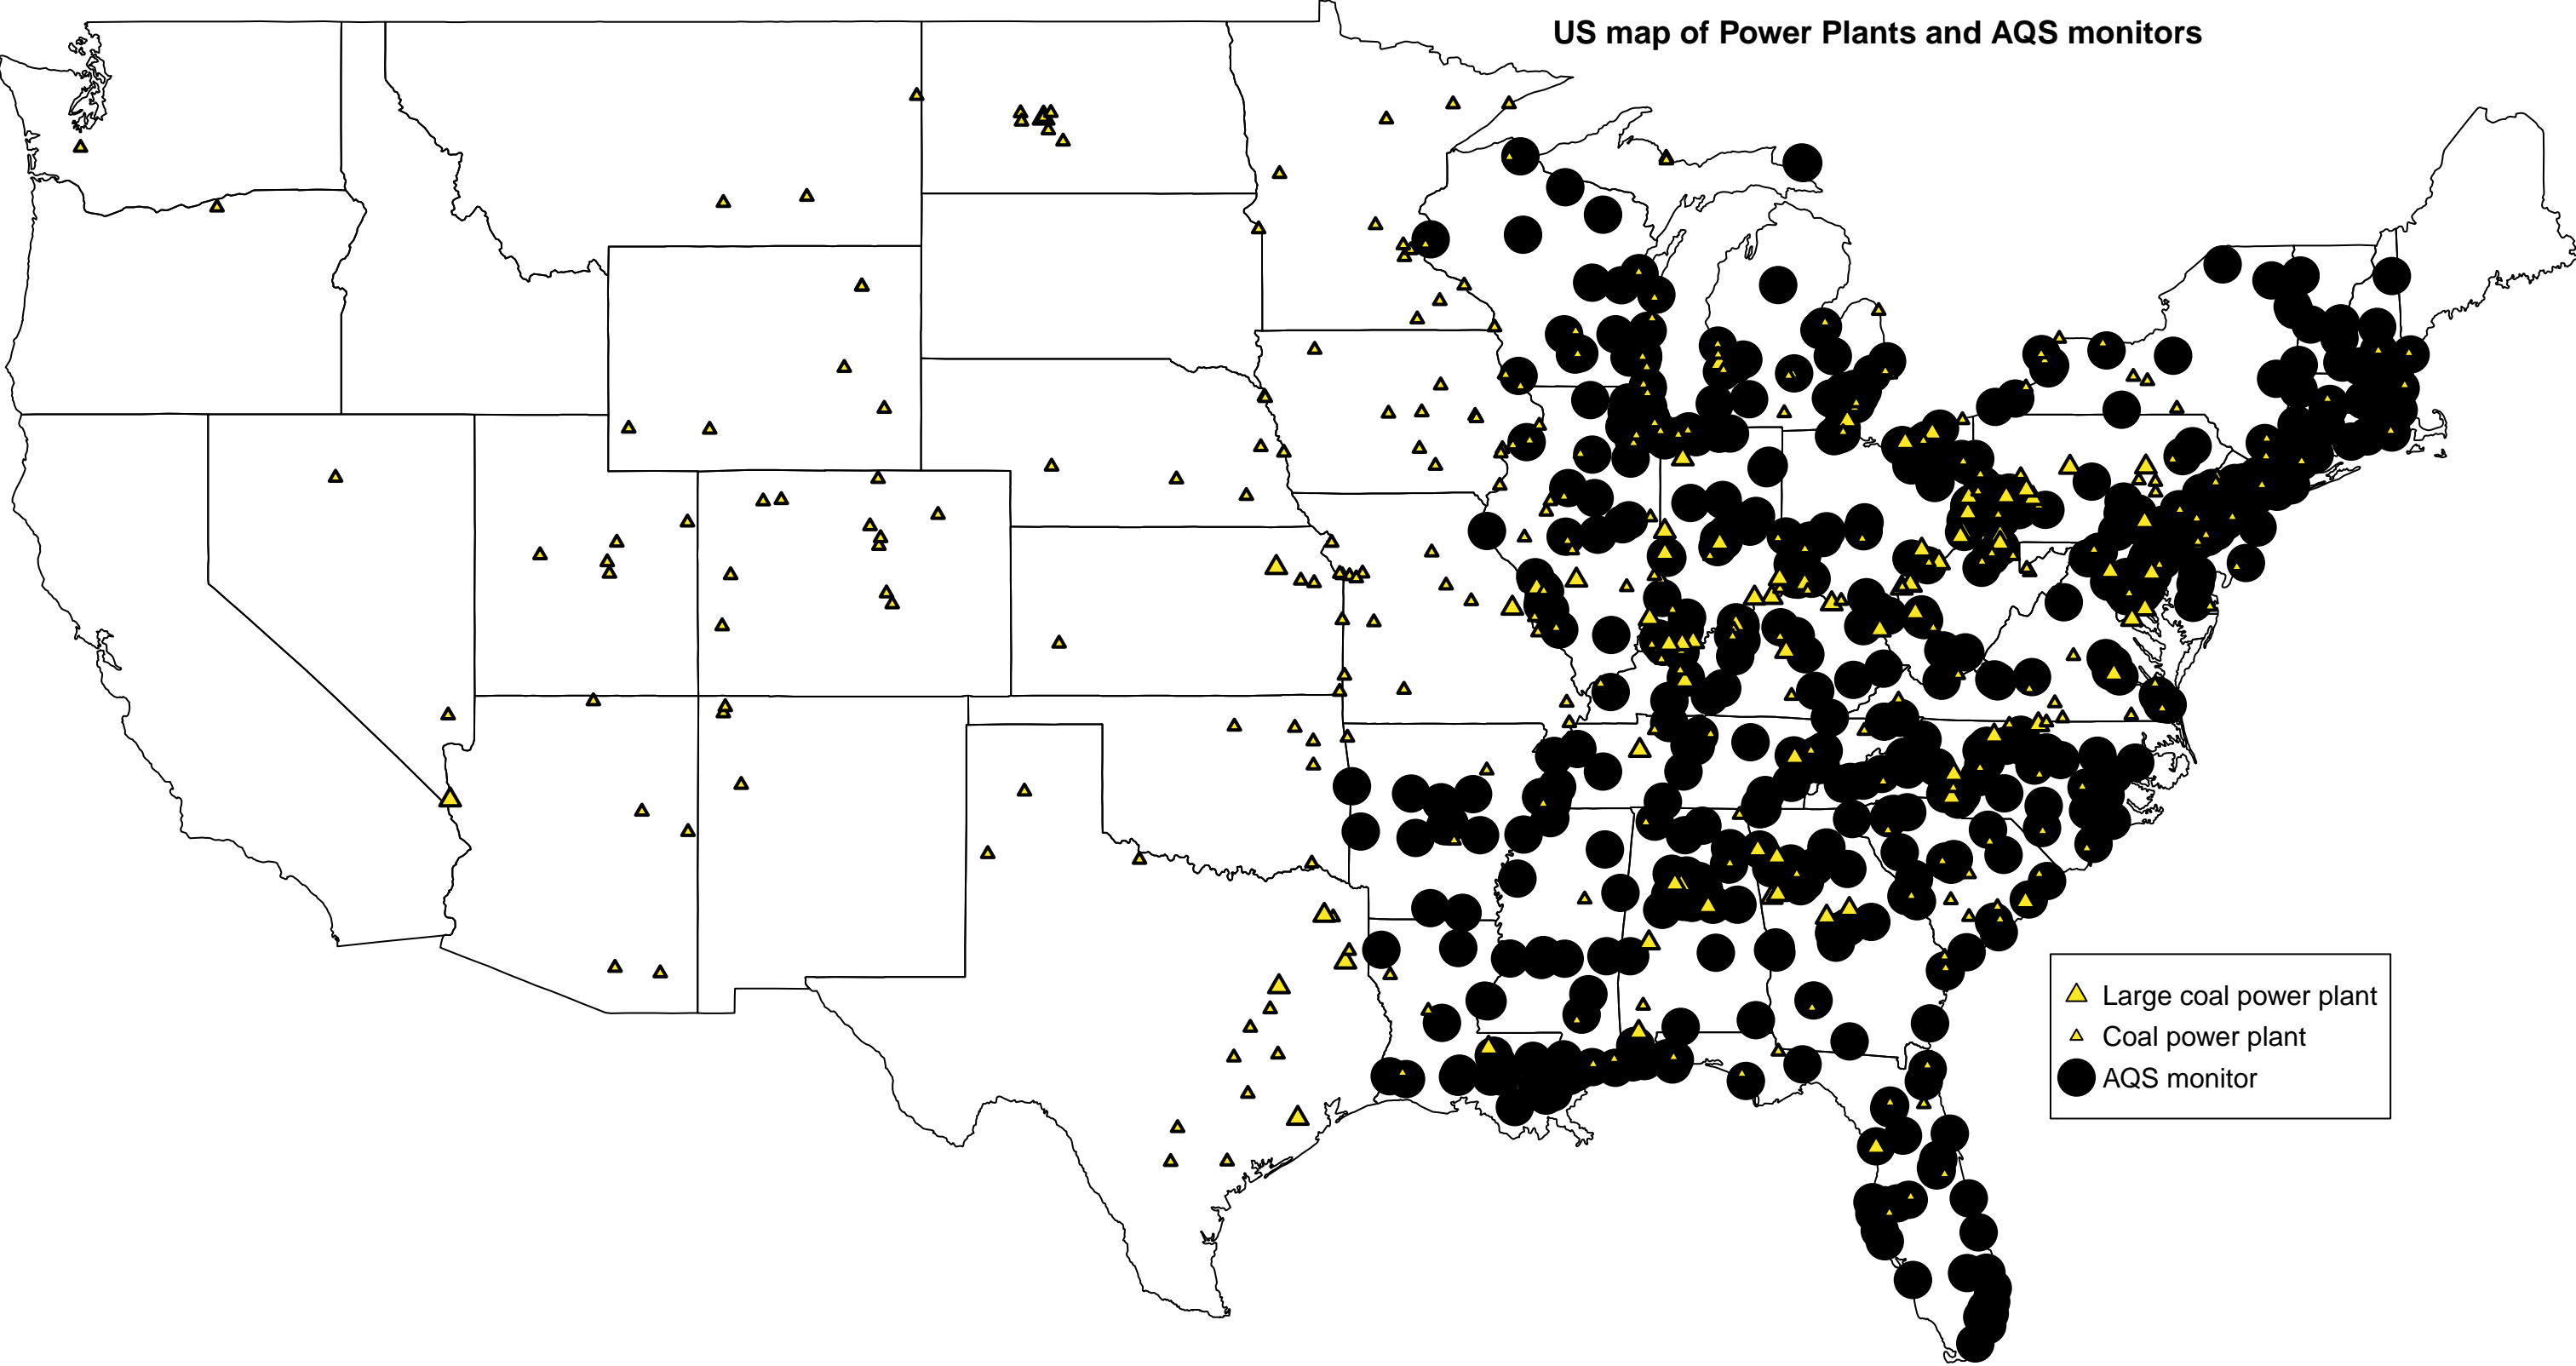 US map of Power Plants and AQS monitors
Large coal power plant
Coal power plant
AQS monitor